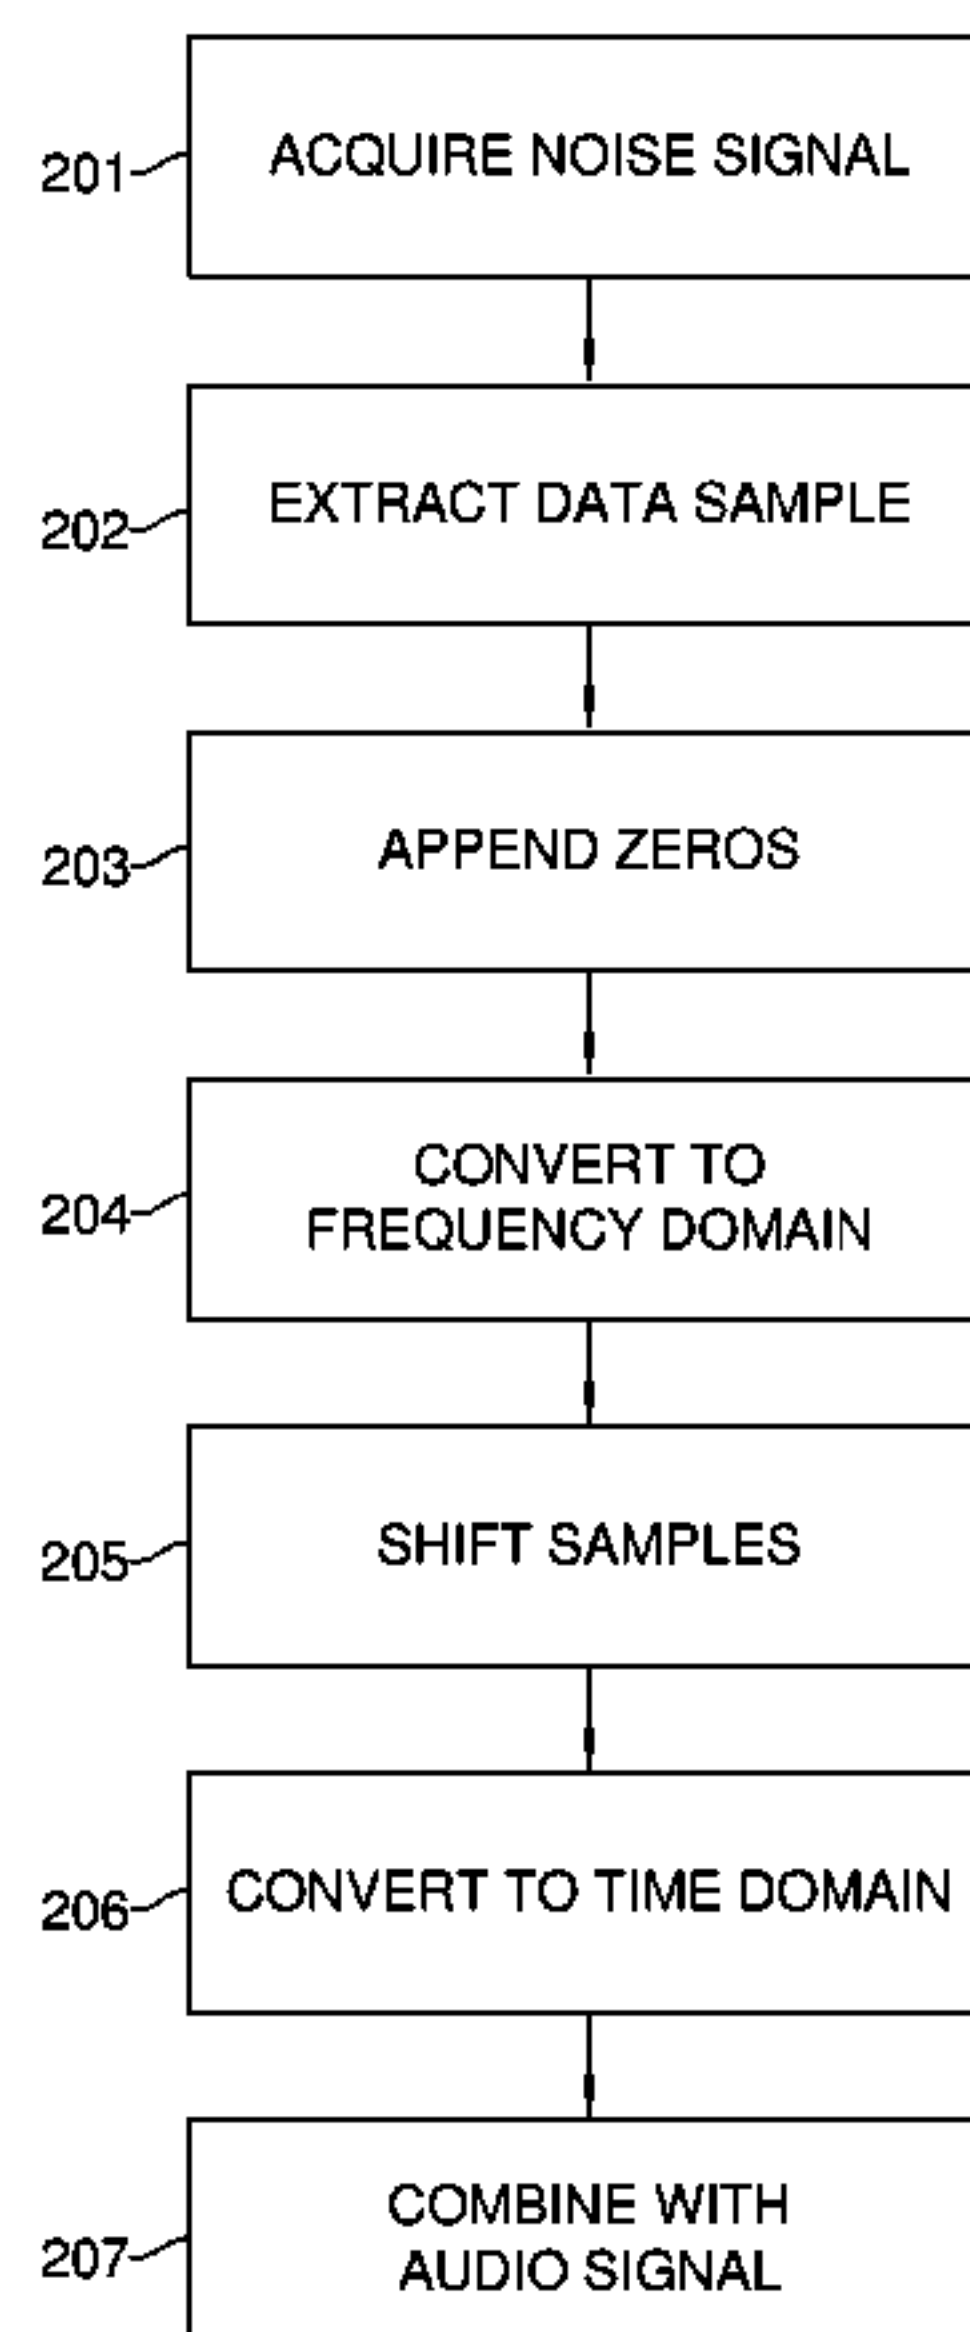 201
ACQUIRE NOISE SIGNAL
202
EXTRACT DATA SAMPLE
203
APPEND ZEROS
204
CONVERT TO
FREQUENCY DOMAIN
205
SHIFT SAMPLES
206
CONVERT TO TIME DOMAIN
207
COMBINE WITH
AUDIO SIGNAL